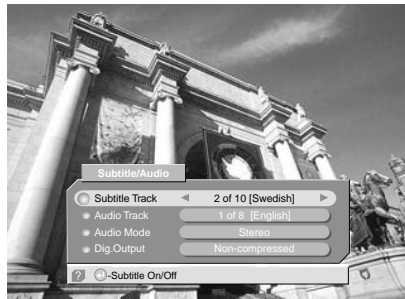 Subtitle/Audio
Subtitle Track 2 of 10 [Swedish]
Audio Track 1 of 8 [English]
Audio Mode Stereo
Dig.Output Non-compressed
? -Subtitle On/Off